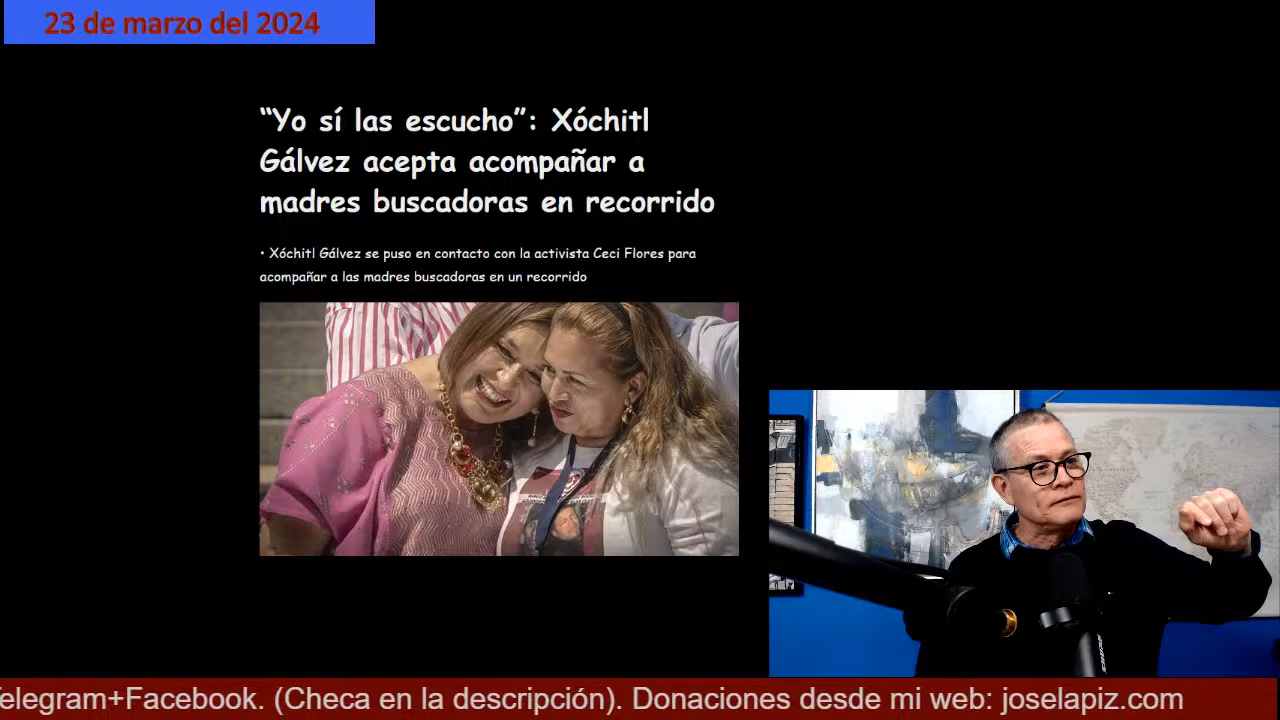 23 de marzo del 2024
“Yo sí las escucho”: Xóchitl
Gálvez acepta acompañar a
madres buscadoras en recorrido
• Xóchitl Gálvez se puso en contacto con la activista Ceci Flores para
acompañar a las madres buscadoras en un recorrido
Telegram+Facebook. (Checa en la descripción). Donaciones desde mi web: joselapiz.com